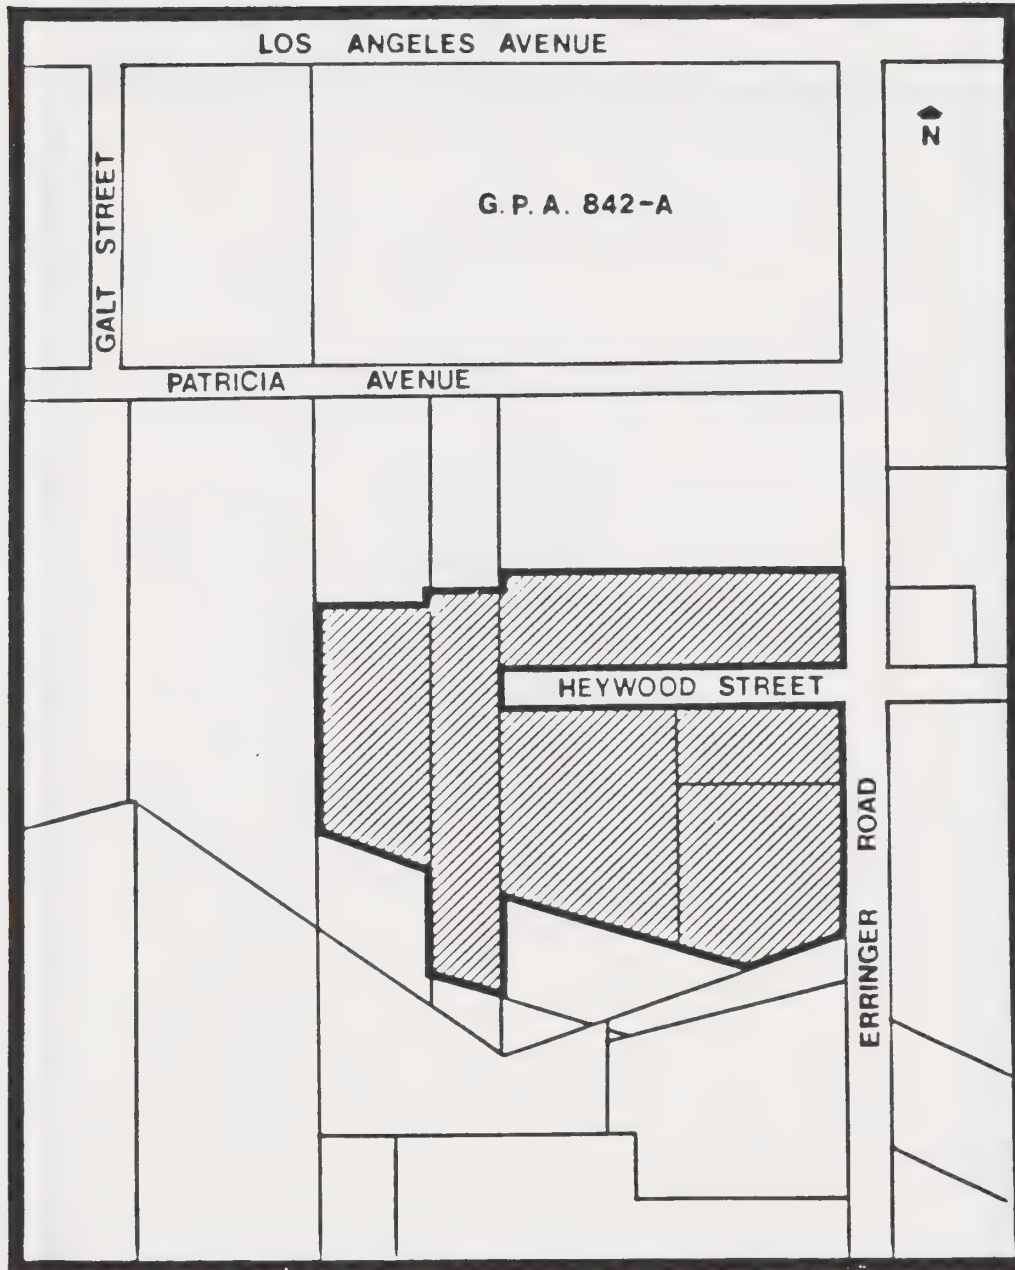 LOS ANGELES AVENUE
N
GALT STREET
G.P.A. 842-A
PATRICIA AVENUE
HEYWOOD STREET
ERRINGER ROAD